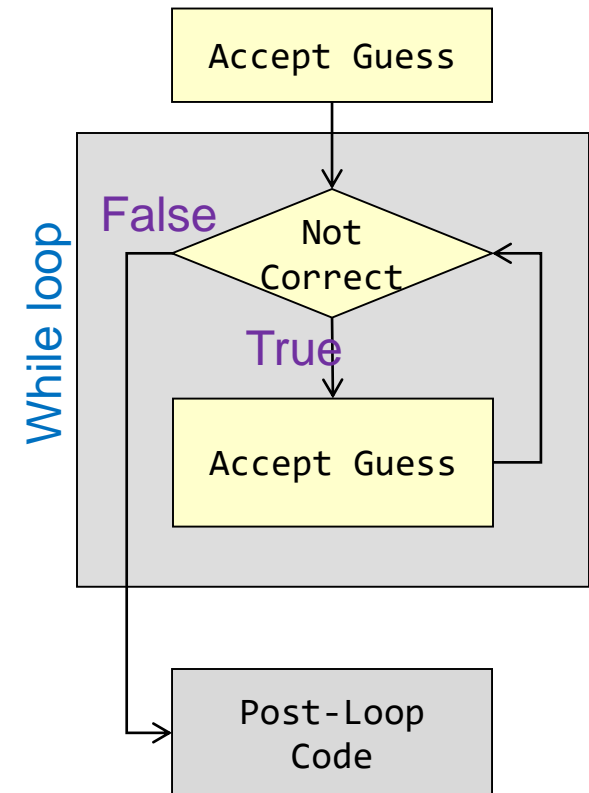 Accept Guess
While loop
False
Not
Correct
True
Accept Guess
Post-Loop
Code